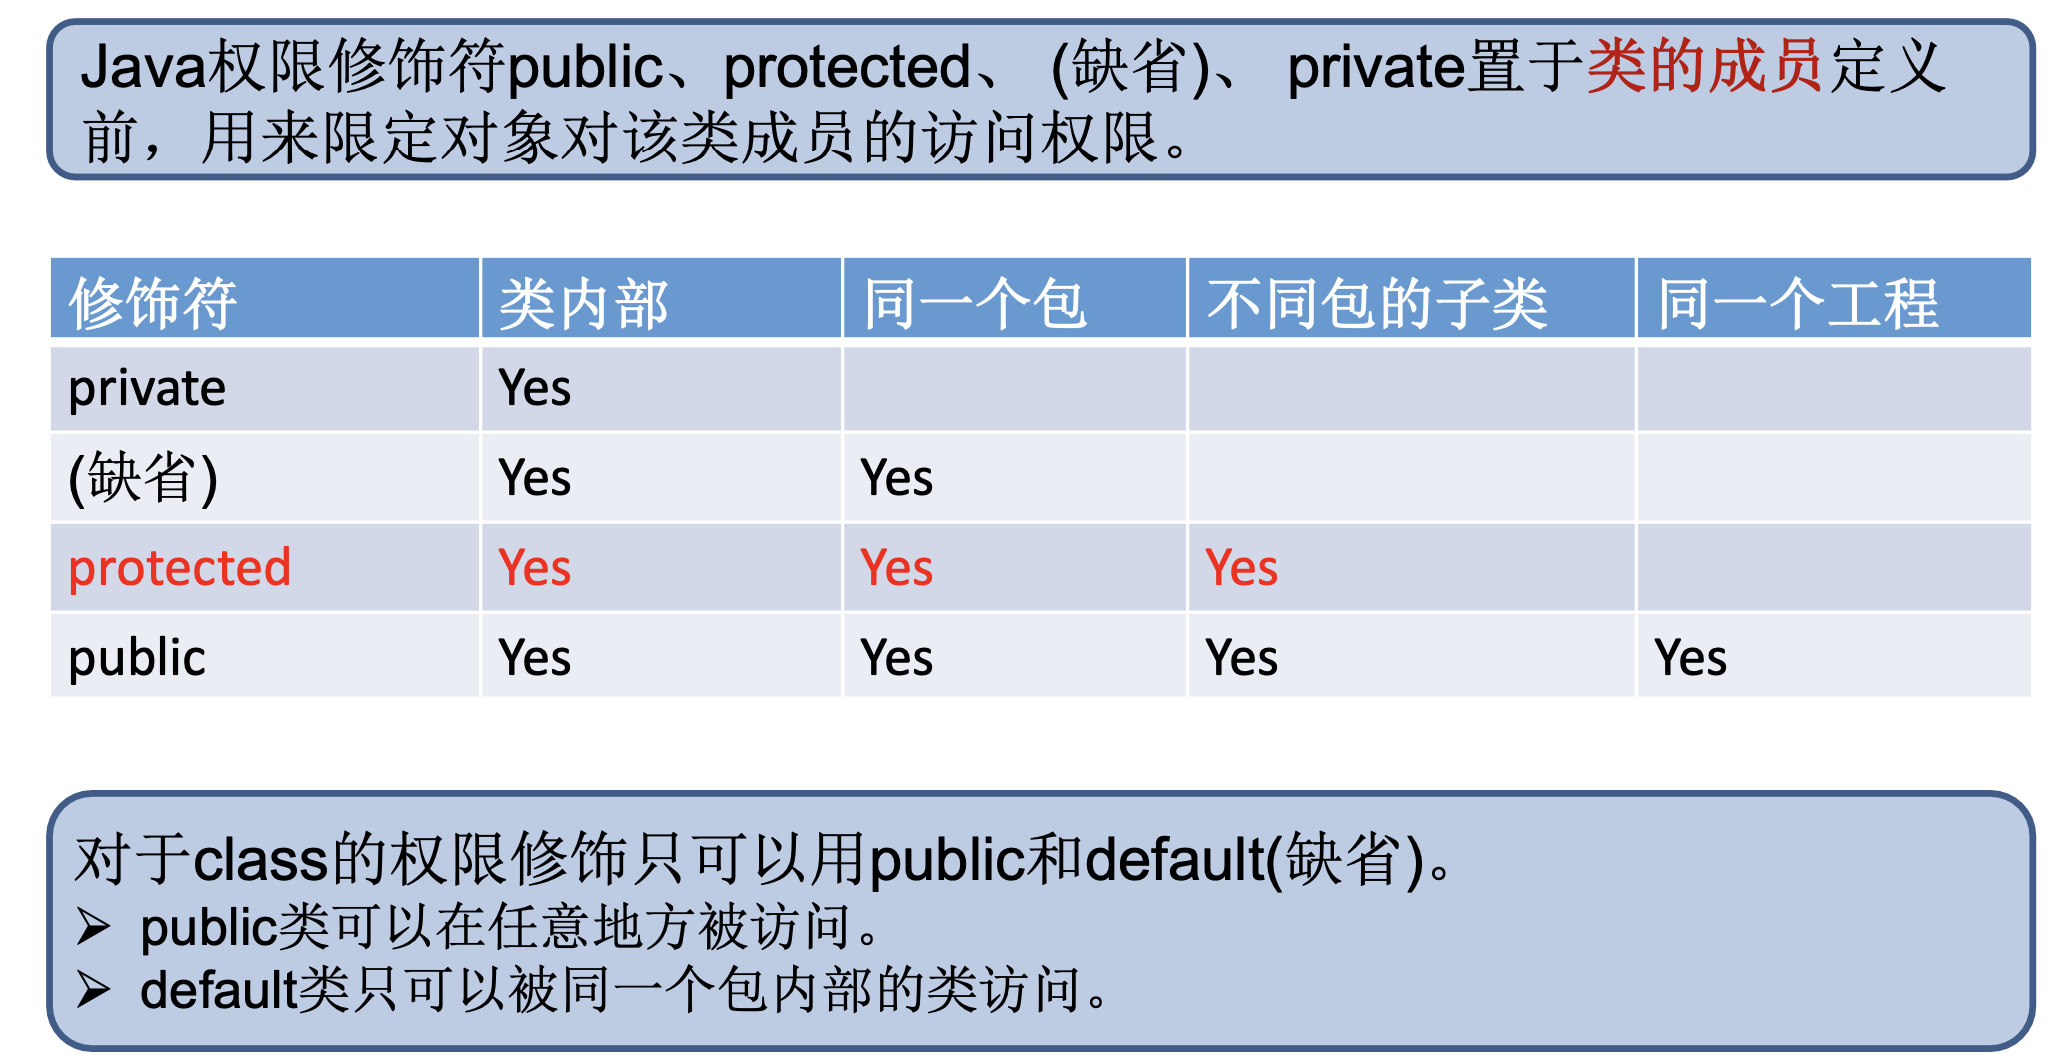 Java权限修饰符public、protected、 (缺省)、 private置于类的成员定义
前，用来限定对象对该类成员的访问权限。
修饰符 类内部 同一个包 不同包的子类 同一个工程
private Yes
(缺省) Yes Yes
protected Yes Yes Yes
public Yes Yes Yes Yes
对于class的权限修饰只可以用public和default(缺省)。
➢ public类可以在任意地方被访问。
➢ default类只可以被同一个包内部的类访问。